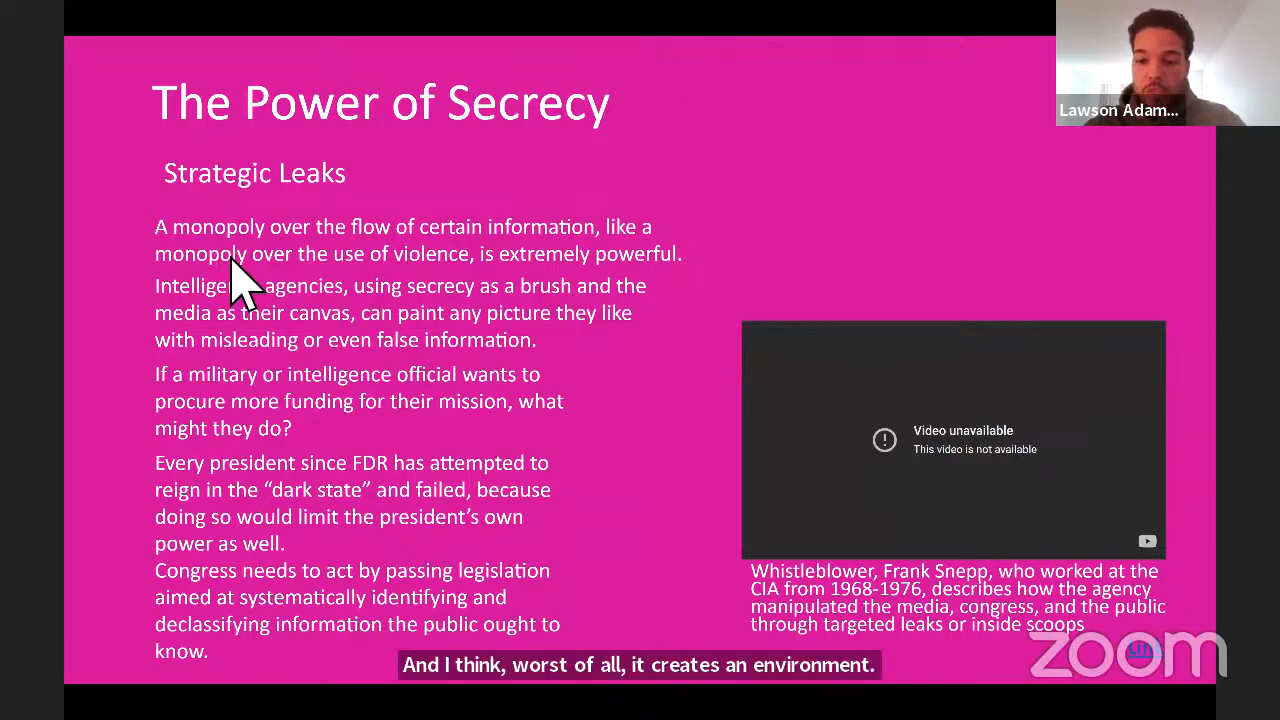 The Power of Secrecy
Lawson Adam...
Strategic Leaks
A monopoly over the flow of certain information, like a
monopoly over the use of violence, is extremely powerful.
Intellige agencies, using secrecy as a brush and the
media as their canvas, can paint any picture they like
with misleading or even false information.
If a military or intelligence official wants to
procure more funding for their mission, what
might they do?
Every president since FDR has attempted to
reign in the “dark state” and failed, because
doing so would limit the president’s own
power as well.
Congress needs to act by passing legislation
aimed at systematically identifying and
declassifying information the public ought to
know.
Video unavailable
This video is not available
Whistleblower, Frank Snepp, who worked at the
CIA from 1968-1976, describes how the agency
manipulated the media, congress, and the public
through targeted leaks or inside scoops
Link
zoom
And I think, worst of all, it creates an environment.